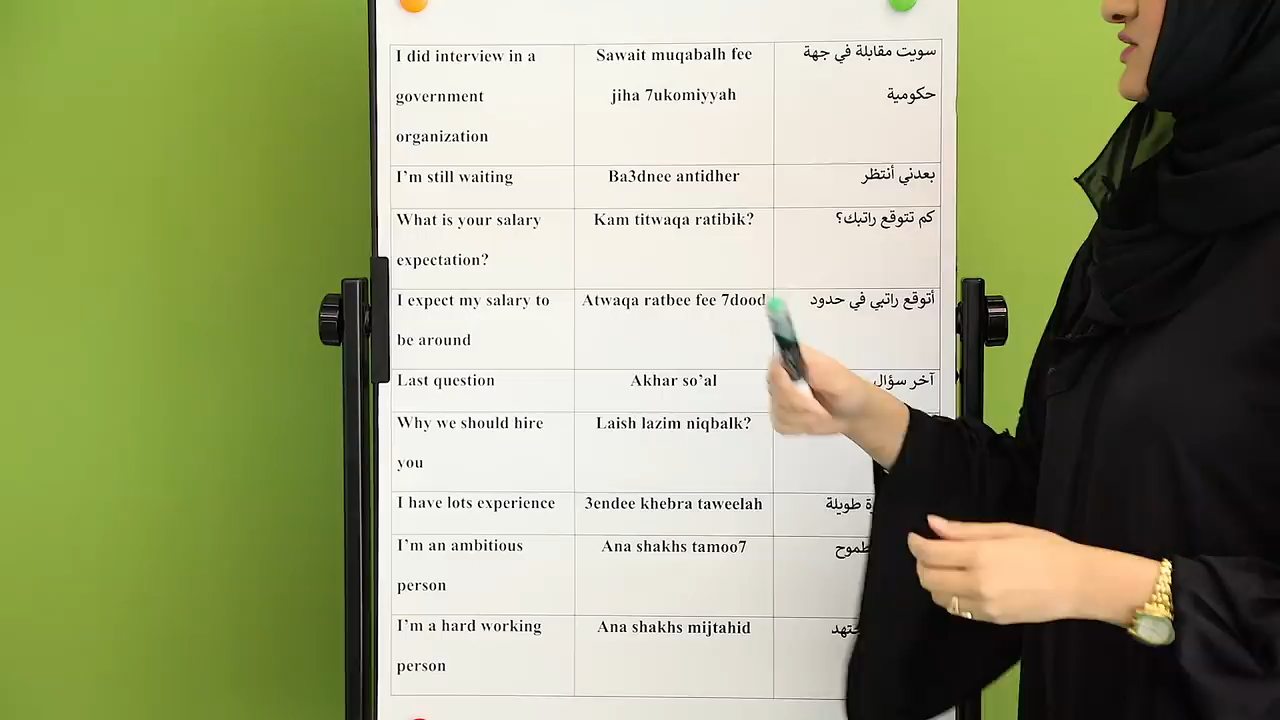 I did interview in a
government
organization
Sawait muqabalh fee
jiha 7ukomiyyah
سويت مقابلة في جهة
حكومية
I'm still waiting
Ba3dnee antidher
بعدني أنتظر
What is your salary
expectation?
Kam titwaqa ratibik?
كم تتوقع راتبك؟
I expect my salary to
be around
Atwaqa ratbee fee 7dood
أتوقع راتبي في حدود
Last question
Akhar so'al
آخر سؤال
Why we should hire
you
Laish lazim niqbalk?
I have lots experience
3endee khebra taweelah
طويلة
I'm an ambitious
person
Ana shakhs tamoo7
طموح
I'm a hard working
person
Ana shakhs mijtahid